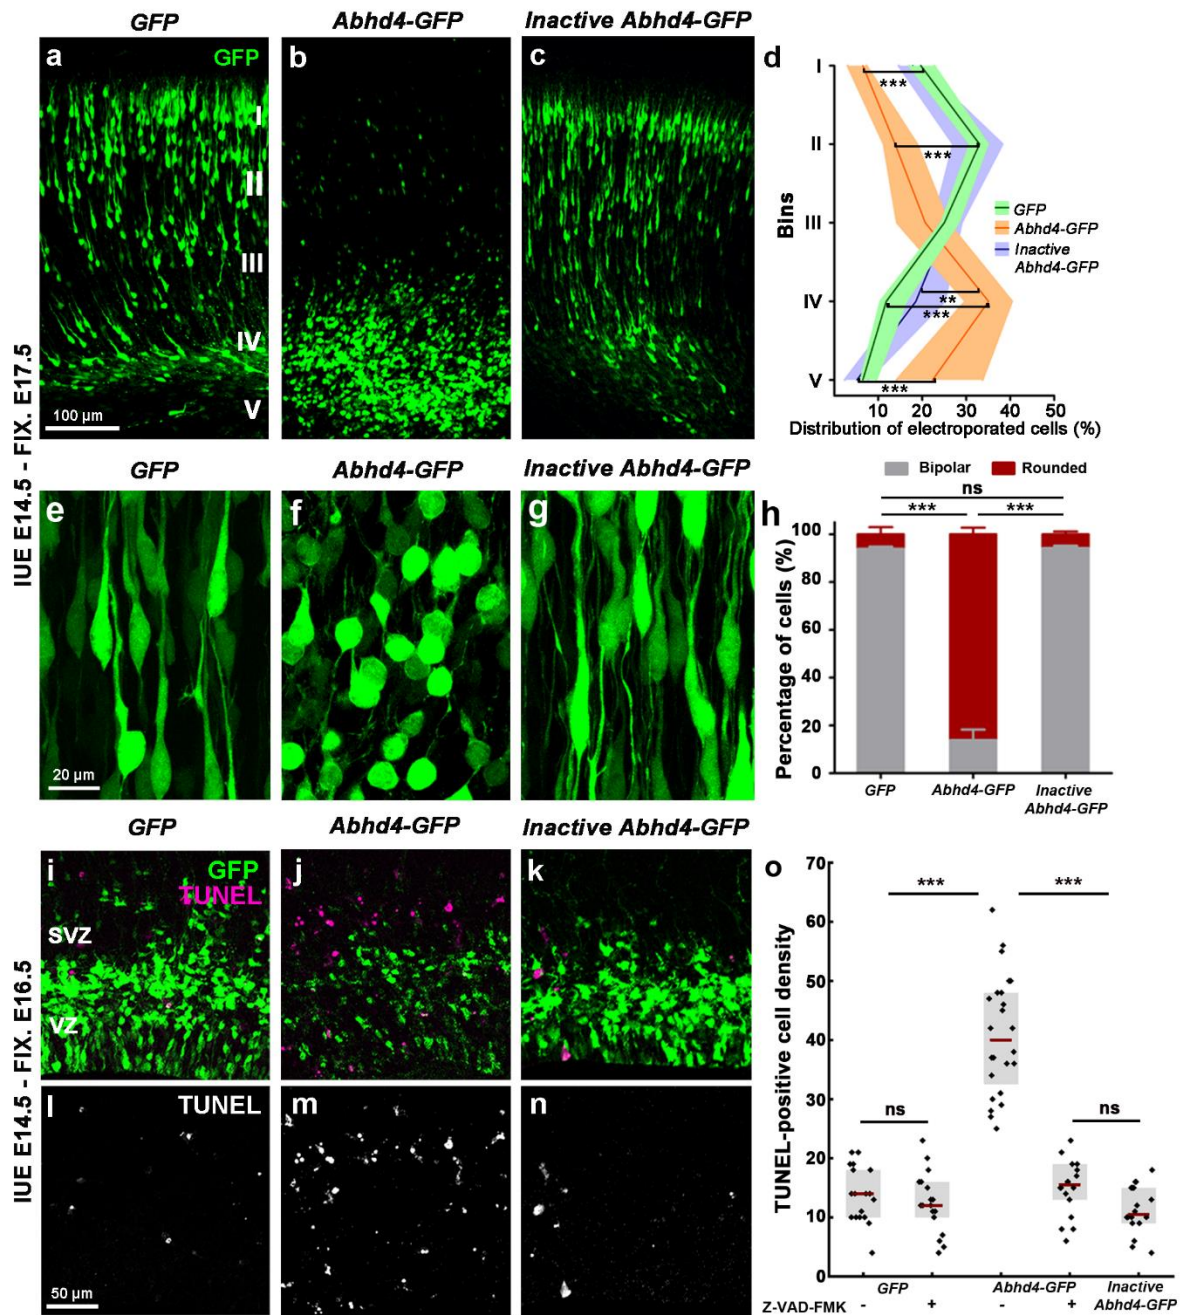 GFP
Abhd4-GFP
Inactive Abhd4-GFP
a
GFP
b
c
d
I
II
III
IV
V
100 µm
IUE E14.5 - FIX. E17.5
Bins
I
II
III
IV
V
***
***
**
***
***
GFP
Abhd4-GFP
Inactive
Abhd4-GFP
10
20
30
40
50
Distribution of electroporated cells (%)
GFP
Abhd4-GFP
Inactive Abhd4-GFP
e
f
g
20 µm
h
Bipolar
Rounded
ns
***
***
Percentage of cells (%)
100
80
60
40
20
0
GFP
Abhd4-GFP
Inactive
Abhd4-GFP
GFP
Abhd4-GFP
Inactive Abhd4-GFP
i
GFP
TUNEL
SVZ
VZ
j
k
IUE E14.5 - FIX. E16.5
l
TUNEL
50 µm
m
n
o
TUNEL-positive cell density
70
60
50
40
30
20
10
0
***
***
ns
ns
GFP
Abhd4-GFP
Inactive
Abhd4-GFP
Z-VAD-FMK
-
+
-
+
-